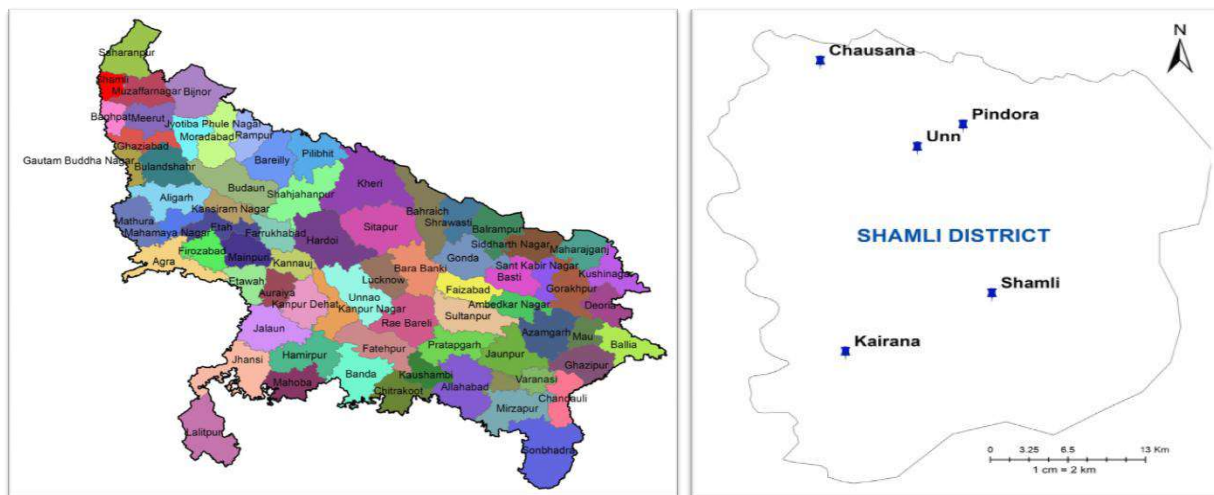 Saharanpur
Shamli
Muzaffarnagar
Bijnor
Baghpat
Meerut
Jyotiba Phule Nagar
Moradabad
Rampur
Ghaziabad
Gautam Buddha Nagar
Bulandshahr
Bareilly
Pilibhit
Budaun
Shahjahanpur
Kheri
Aligarh
Kansiram Nagar
Bahraich
Shrawasti
Balrampur
Mathura
Mahamaya Nagar
Etah
Farrukhabad
Hardoi
Sitapur
Siddharth Nagar
Maharajganj
Agra
Firozabad
Mainpuri
Kannauj
Gonda
Bara Banki
Sant Kabir Nagar
Basti
Kushinagar
Etawah
Auraiya
Lucknow
Unnao
Faizabad
Gorakhpur
Kanpur Dehat
Kanpur Nagar
Ambedkar Nagar
Deoria
Rae Bareli
Sultanpur
Jalaun
Azamgarh
Mau
Ballia
Jhansi
Hamirpur
Fatehpur
Pratapgarh
Jaunpur
Ghazipur
Mahoba
Banda
Kaushambi
Chitrakoot
Allahabad
Varanasi
Chandauli
Mirzapur
Lalitpur
Sonbhadra
N
Chausana
Pindora
Unn
SHAMLI DISTRICT
Shamli
Kairana
0 3.25 6.5 13 Km
1 cm = 2 km